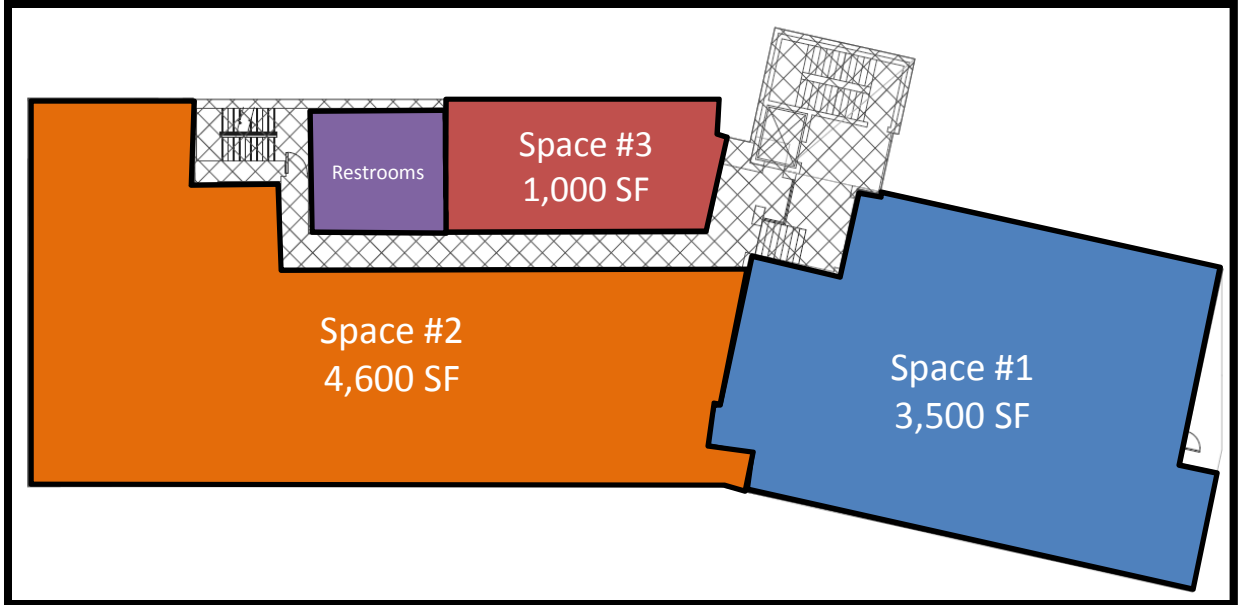 Restrooms
Space #3
1,000 SF
Space #2
4,600 SF
Space #1
3,500 SF